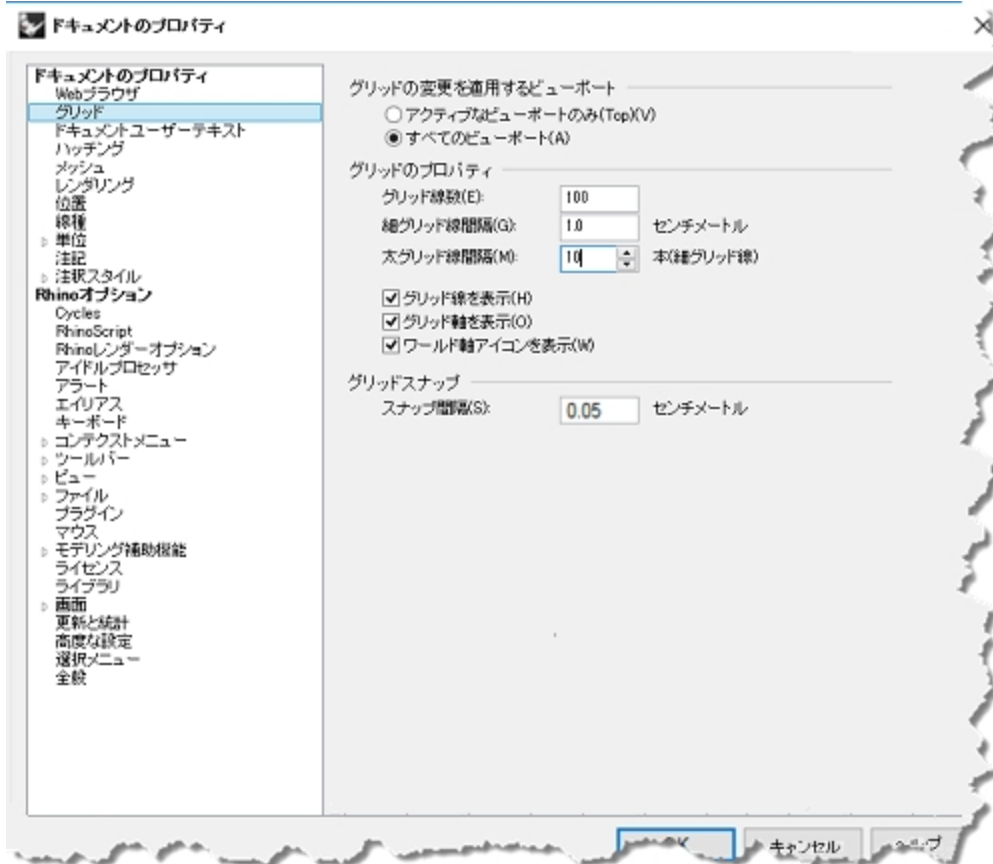 ドキュメントのプロパティ
ドキュメントのプロパティ
Webブラウザ
グリッド
ドキュメントユーザーテキスト
ハッチング
メッシュ
レンダリング
位置
線種
単位
注記
注釈スタイル
Rhinoオプション
Cycles
RhinoScript
Rhinoレンダーオプション
アイドルプロセッサ
アラート
エイリアス
キーボード
コンテクストメニュー
ツールバー
ビュー
ファイル
プラグイン
マウス
モデリング補助機能
ライセンス
ライブラリ
画面
更新と統計
高度な設定
選択メニュー
全般
グリッドの変更を適用するビューポート
アクティブなビューポートのみ(Top)(V)
すべてのビューポート(A)
グリッドのプロパティ
グリッド線数(E): 100
細グリッド線間隔(G): 1.0 センチメートル
太グリッド線間隔(M): 10 本(細グリッド線)
グリッド線を表示(H)
グリッド軸を表示(O)
ワールド軸アイコンを表示(W)
グリッドスナップ
スナップ間隔(S): 0.05 センチメートル
キャンセル